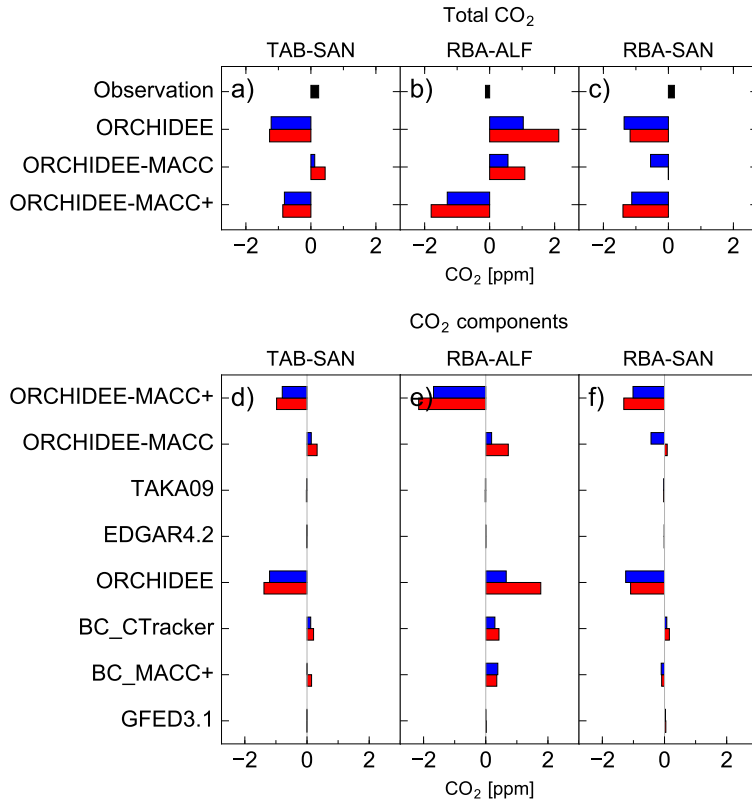 Total CO₂
TAB-SAN RBA-ALF RBA-SAN
a) b) c)
Observation
ORCHIDEE
ORCHIDEE-MACC
ORCHIDEE-MACC+
−2 0 2 −2 0 2 −2 0 2
CO₂ [ppm]
CO₂ components
TAB-SAN RBA-ALF RBA-SAN
d) e) f)
ORCHIDEE-MACC+
ORCHIDEE-MACC
TAKA09
EDGAR4.2
ORCHIDEE
BC_CTracker
BC_MACC+
GFED3.1
−2 0 2 −2 0 2 −2 0 2
CO₂ [ppm]